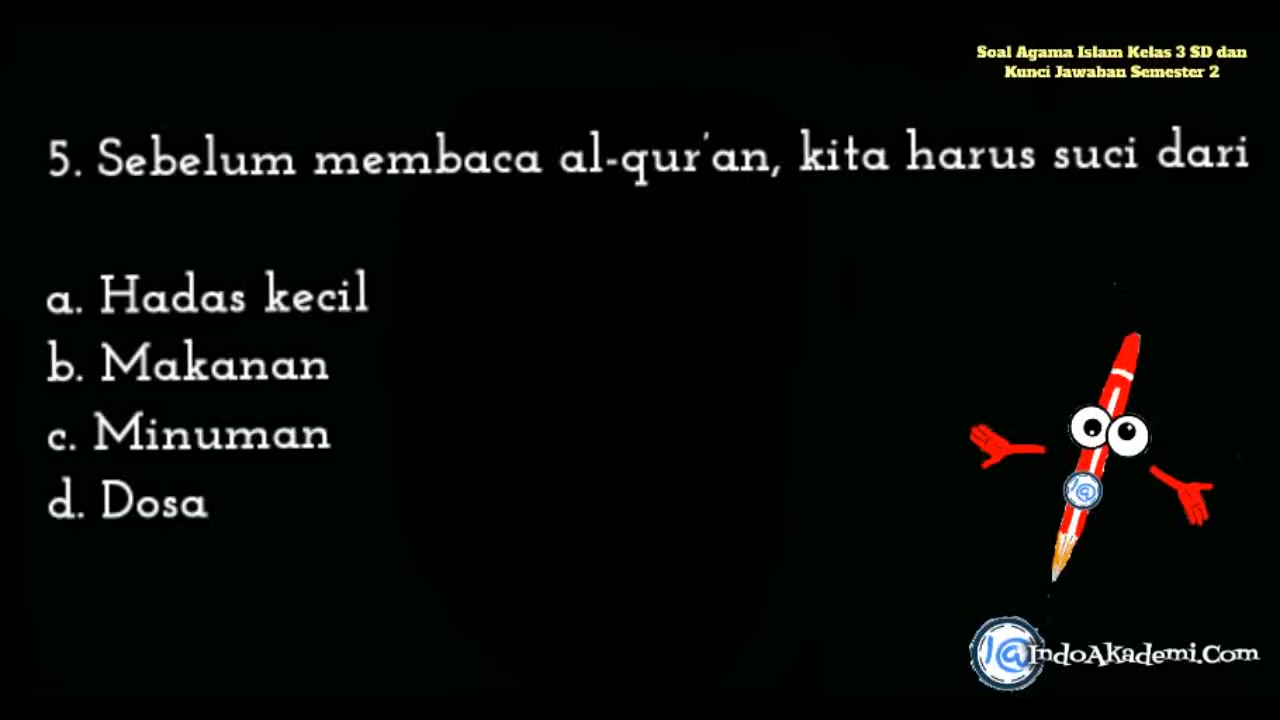 Soal Agama Islam Kelas 3 SD dan
Kunci Jawaban Semester 2
5. Sebelum membaca al-qur'an, kita harus suci dari
a. Hadas kecil
b. Makanan
c. Minuman
d. Dosa
I@
I@IndoAkademi.Com